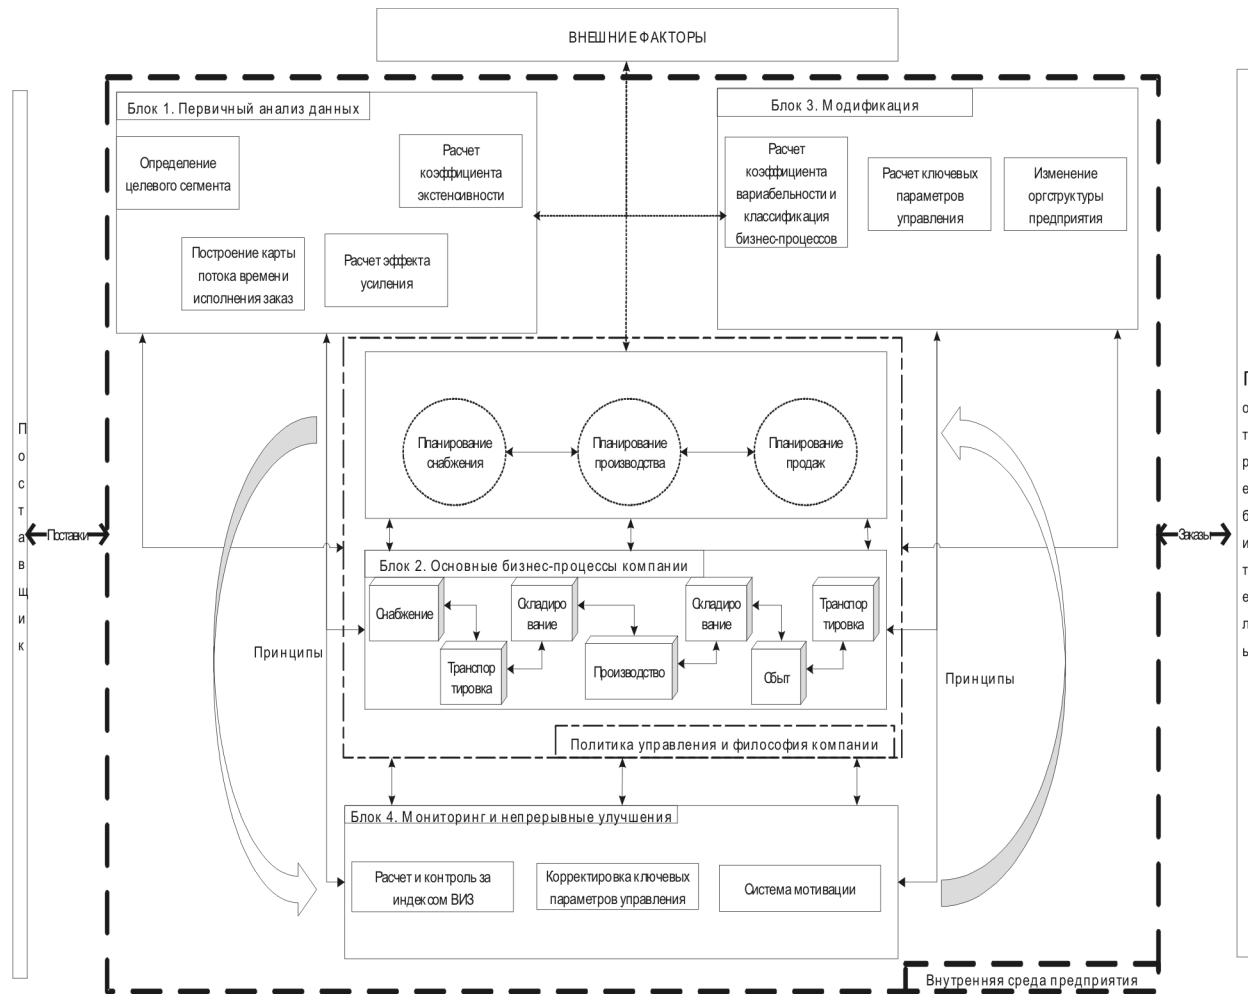 ВНЕШНИЕ ФАКТОРЫ
Блок 1. Первичный анализ данных
Определение
целевого сегмента
Расчет
коэффициента
экстенсивности
Построение карты
потока времени
исполнения заказ
Расчет эффекта
усиления
Блок 3. Модификация
Расчет
коэффициента
вариабельности и
классификация
бизнес-процессов
Расчет ключевых
параметров
управления
Изменение
оргструктуры
предприятия
Поставщик
Поставки
Планирование
снабжения
Планирование
производства
Планирование
продаж
Заказы
Потребитель
Блок 2. Основные бизнес-процессы компании
Снабжение
Транспор
тировка
Складиро
вание
Производство
Складиро
вание
Сбыт
Транспор
тировка
Принципы
Принципы
Политика управления и философия компании
Блок 4. Мониторинг и непрерывные улучшения
Расчет и контроль за
индексом ВИЗ
Корректировка ключевых
параметров управления
Система мотивации
Внутренняя среда предприятия